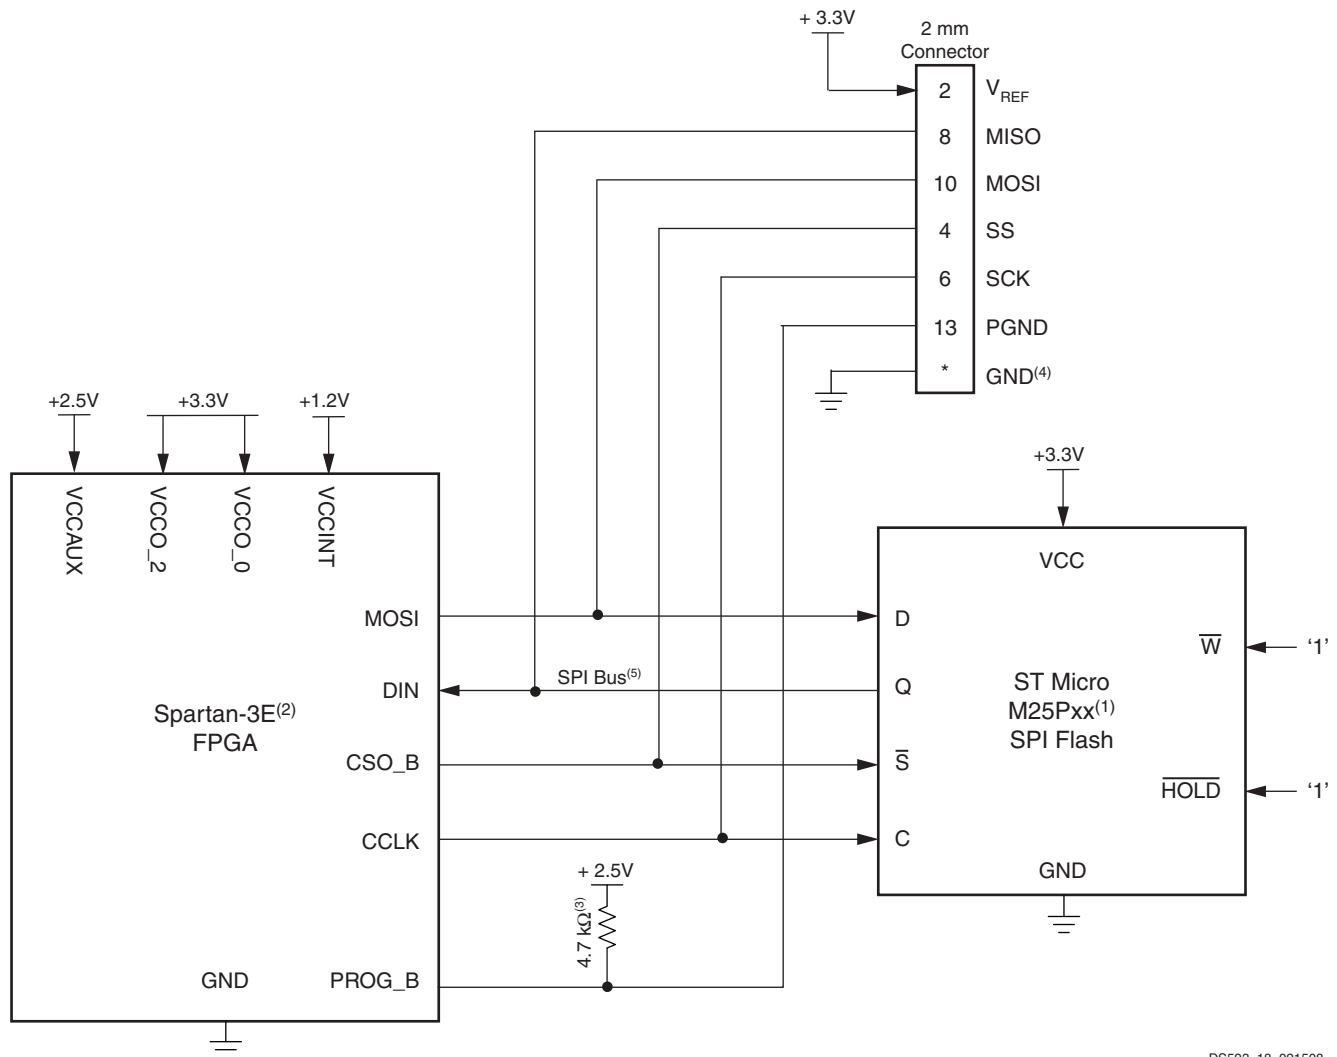 + 3.3V
2 mm
Connector
2 VREF
8 MISO
10 MOSI
4 SS
6 SCK
13 PGND
* GND(4)
+2.5V
+3.3V
+1.2V
VCCAUX
VCCO_2
VCCO_0
VCCINT
MOSI
DIN
CSO_B
CCLK
PROG_B
GND
Spartan-3E(2)
FPGA
SPI Bus(5)
+ 2.5V
4.7 kΩ(3)
+3.3V
VCC
D
Q
S
C
W
'1'
HOLD
'1'
ST Micro
M25Pxx(1)
SPI Flash
GND